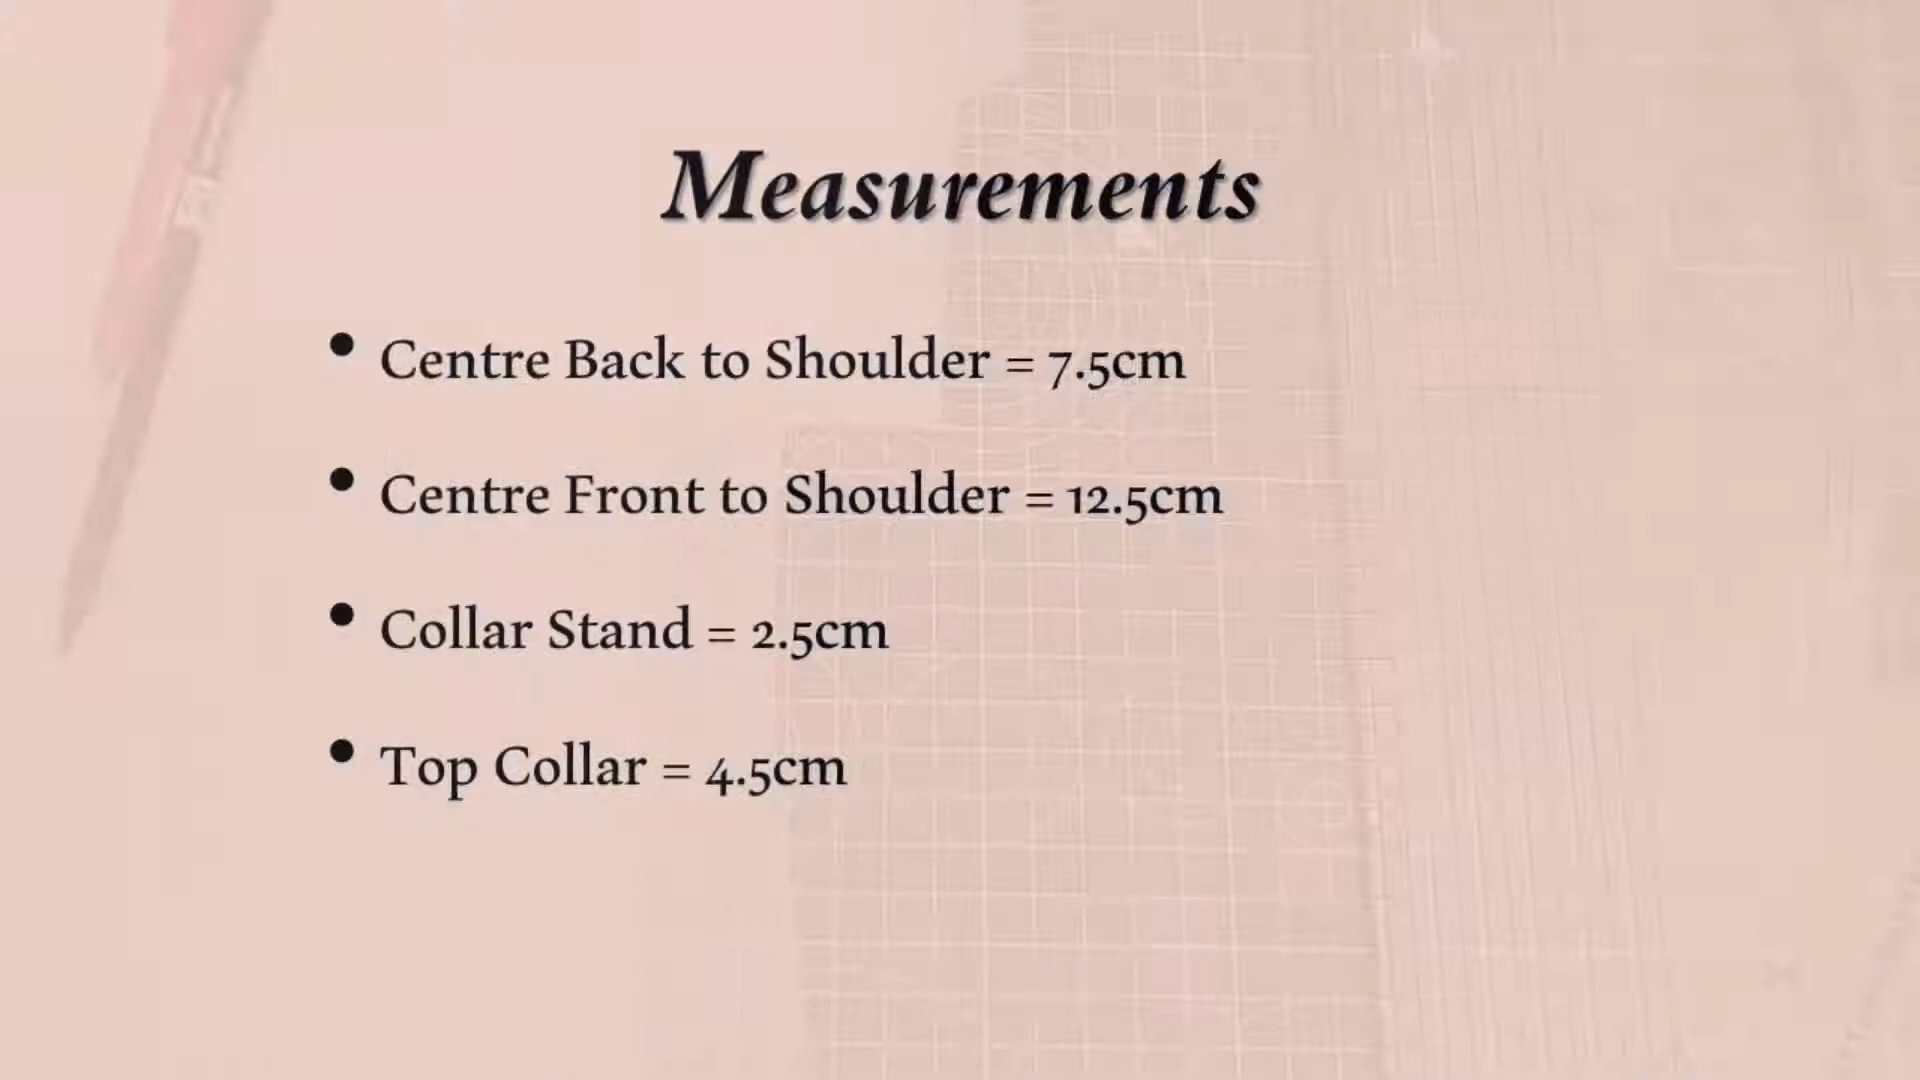 Measurements
• Centre Back to Shoulder = 7.5cm
• Centre Front to Shoulder = 12.5cm
• Collar Stand = 2.5cm
• Top Collar = 4.5cm